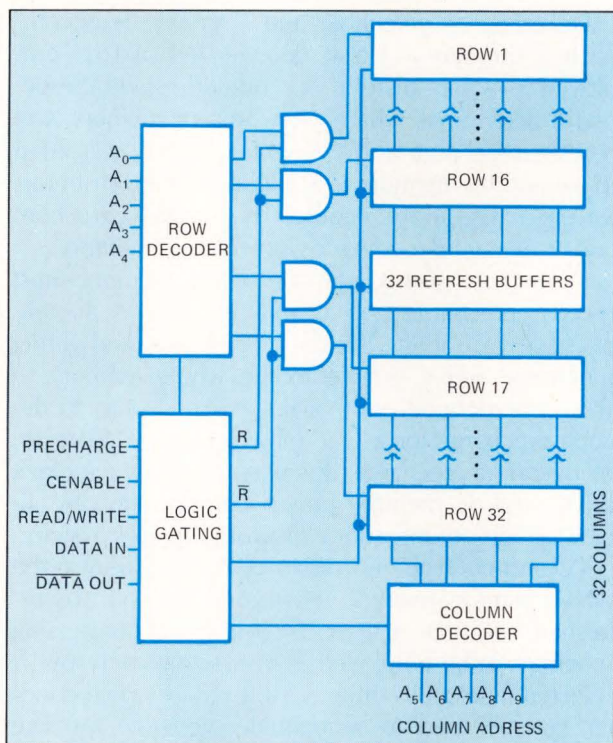 ROW 1
ROW 16
32 REFRESH BUFFERS
ROW 17
ROW 32
32 COLUMNS
A0
A1
A2
A3
A4
ROW
DECODER
PRECHARGE
CENABLE
READ/WRITE
DATA IN
DATA OUT
LOGIC
GATING
R
R̅
COLUMN
DECODER
A5 A6 A7 A8 A9
COLUMN ADRESS